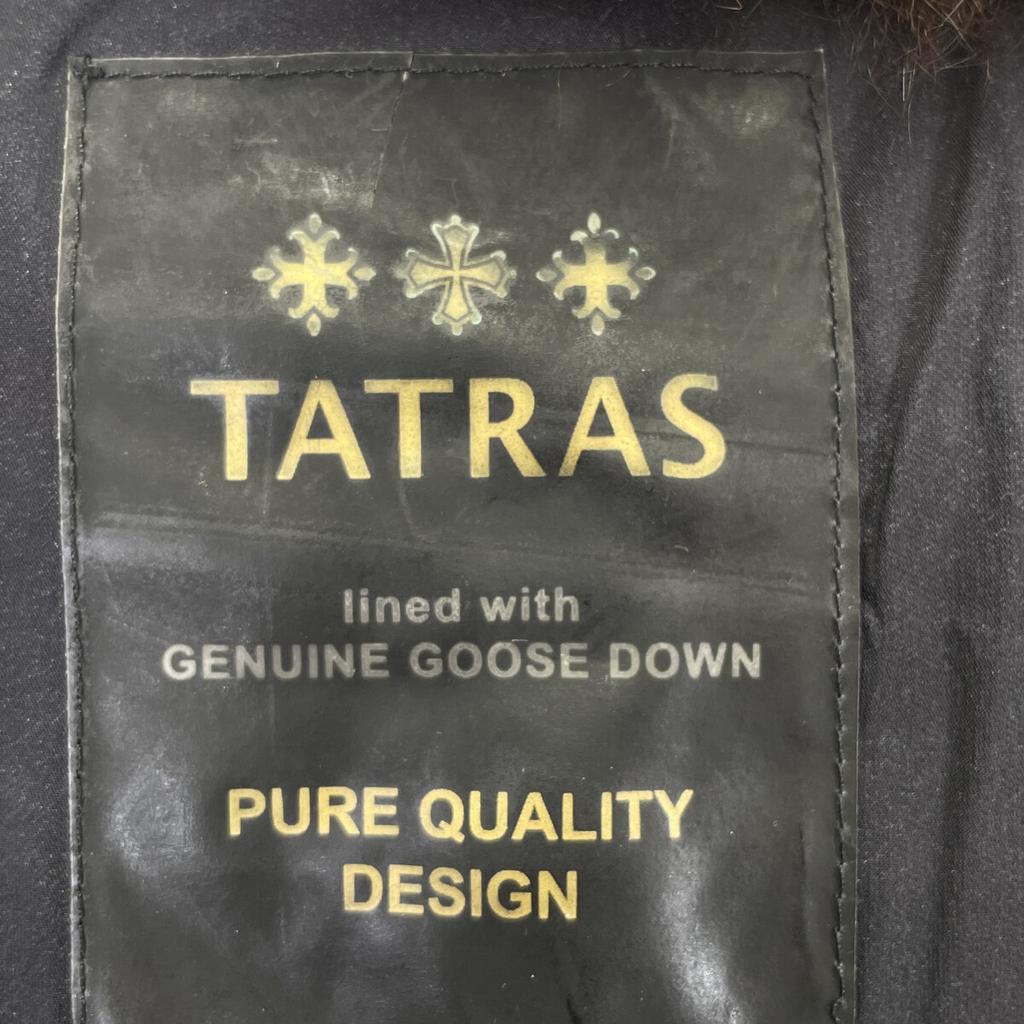 TATRAS
lined with
GENUINE GOOSE DOWN
PURE QUALITY
DESIGN